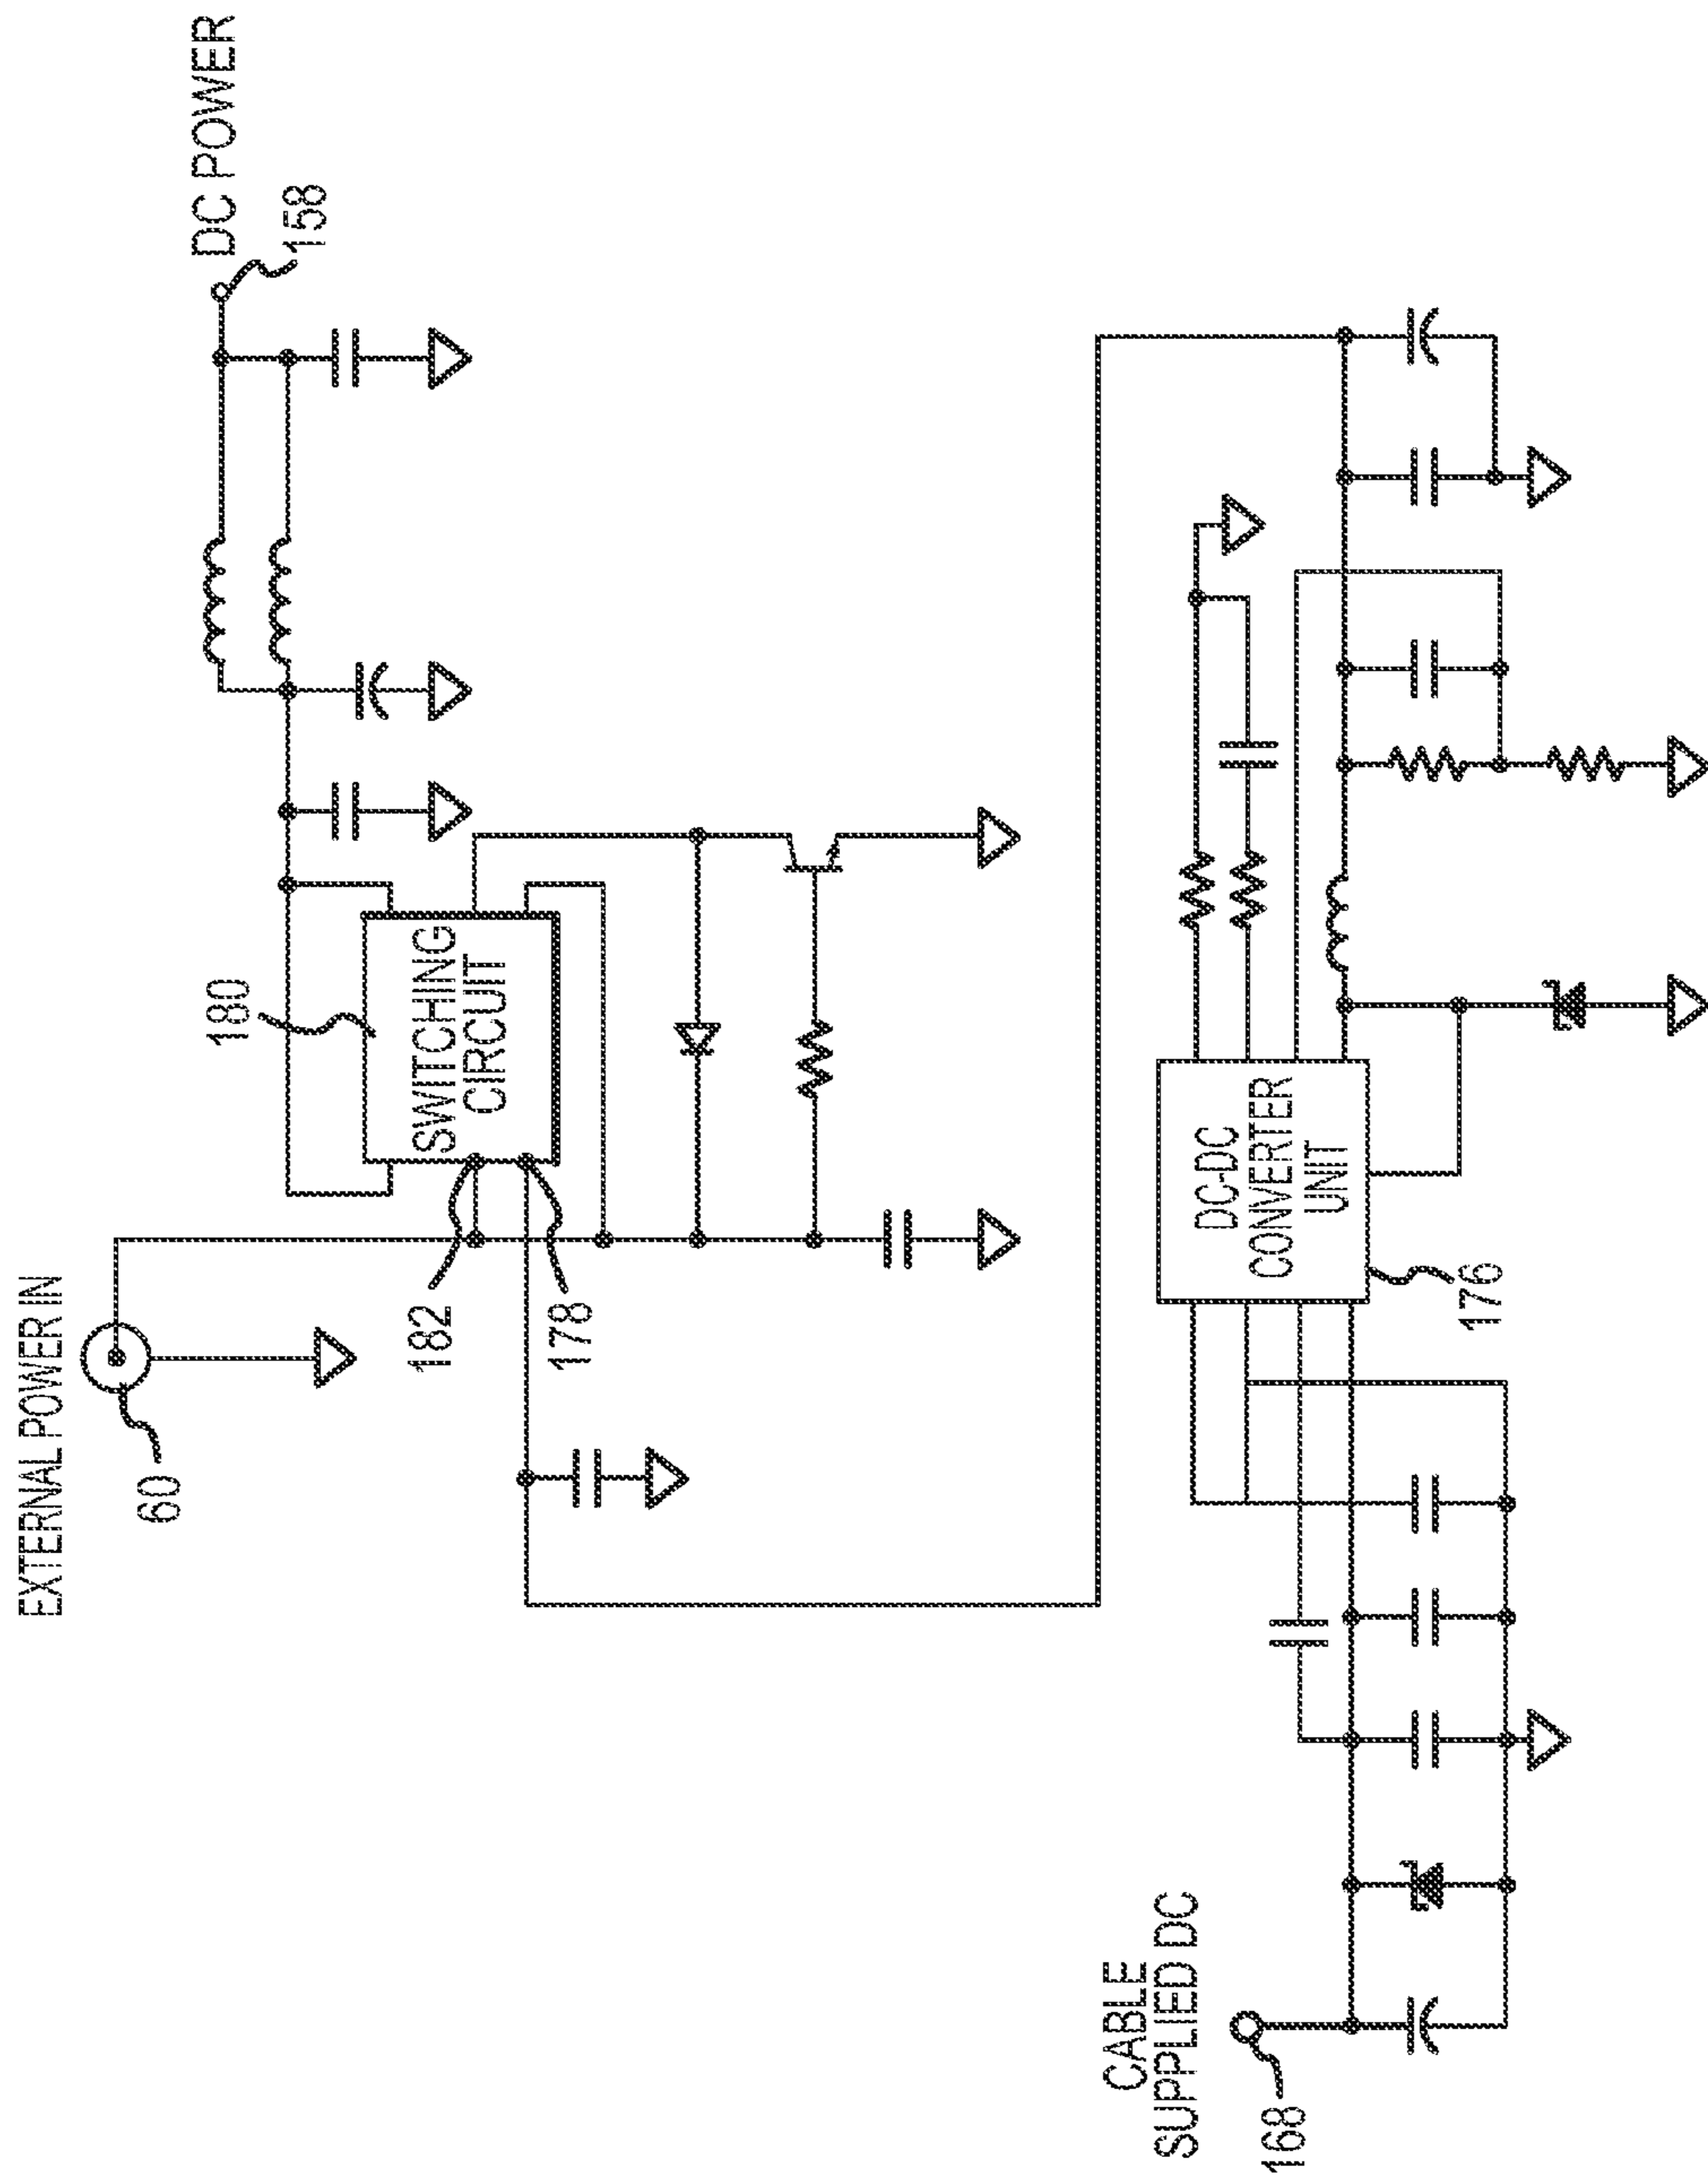 EXTERNAL POWER IN
60
DC POWER
158
180
SWITCHING
CIRCUIT
182
178
CABLE
SUPPLIED DC
168
DC-DC
CONVERTER
UNIT
176